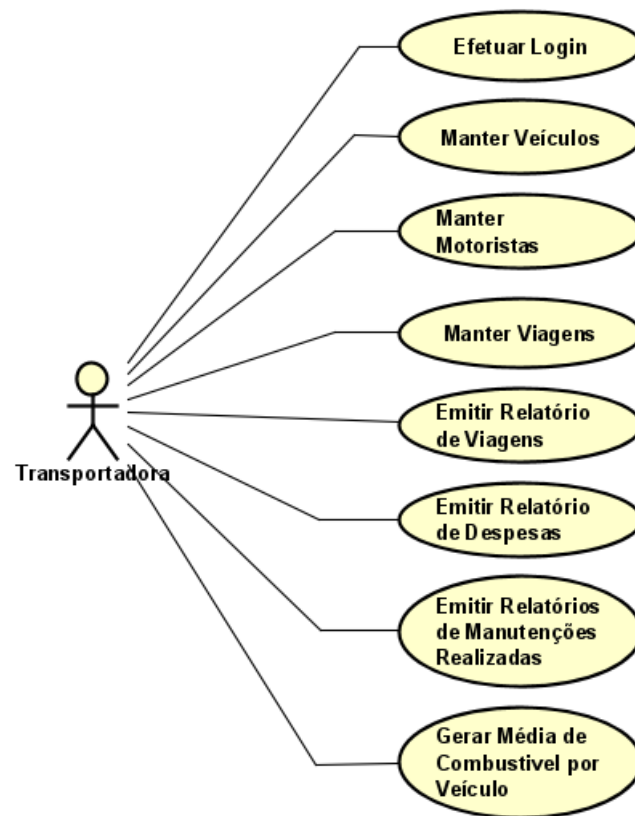 Efetuar Login
Manter Veículos
Manter
Motoristas
Manter Viagens
Transportadora
Emitir Relatório
de Viagens
Emitir Relatório
de Despesas
Emitir Relatórios
de Manutenções
Realizadas
Gerar Média de
Combustivel por
Veículo